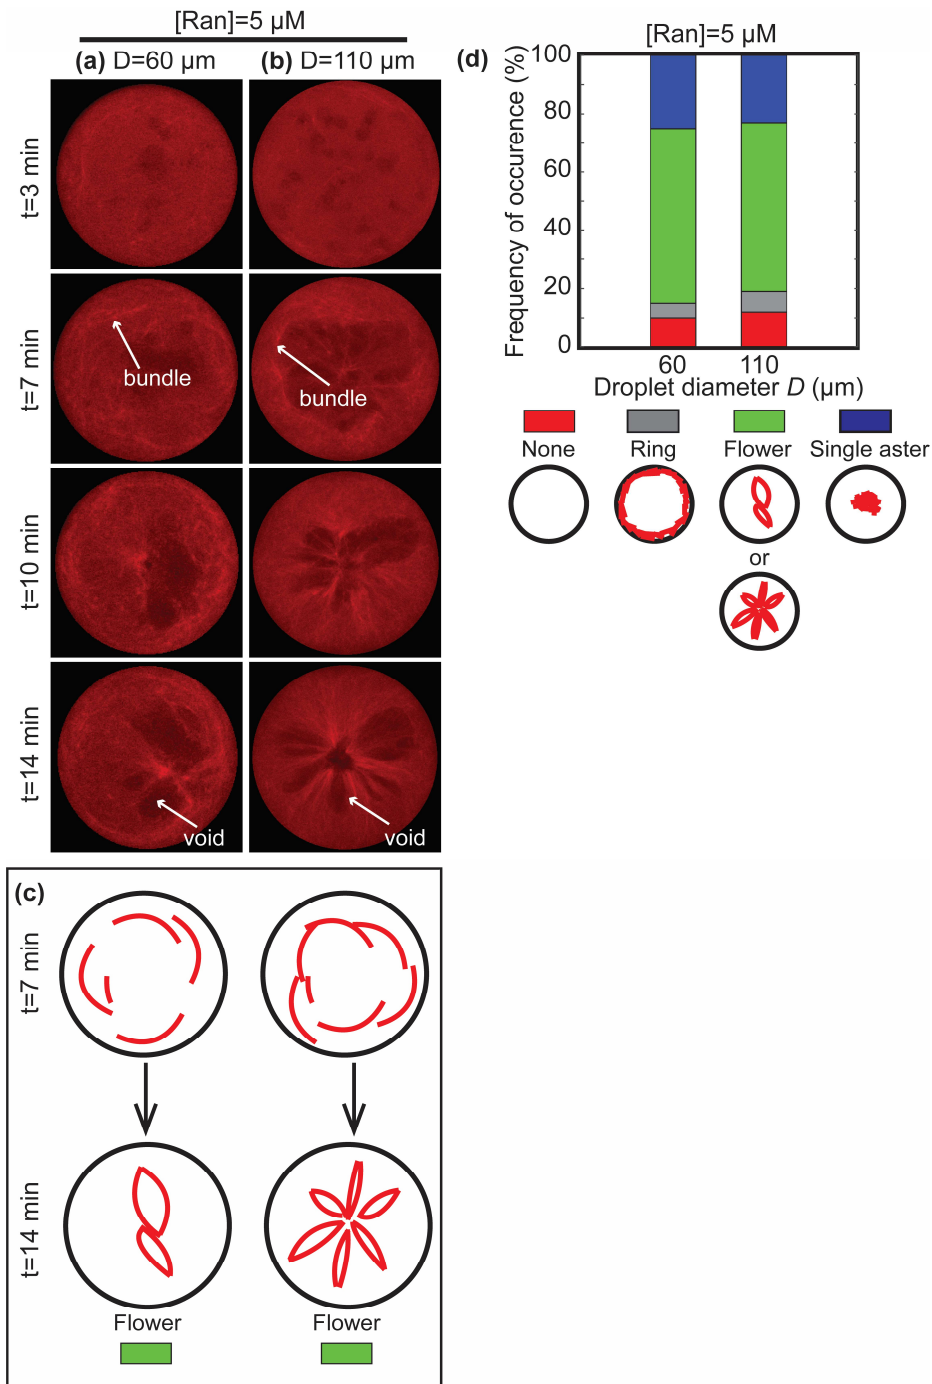 [Ran]=5 µM
(a) D=60 µm
(b) D=110 µm
t=3 min
t=7 min
bundle
bundle
t=10 min
t=14 min
void
void
(c)
t=7 min
t=14 min
Flower
Flower
(d)
[Ran]=5 µM
Frequency of occurence (%)
100
80
60
40
20
0
60
110
Droplet diameter D (µm)
None
Ring
Flower
Single aster
or